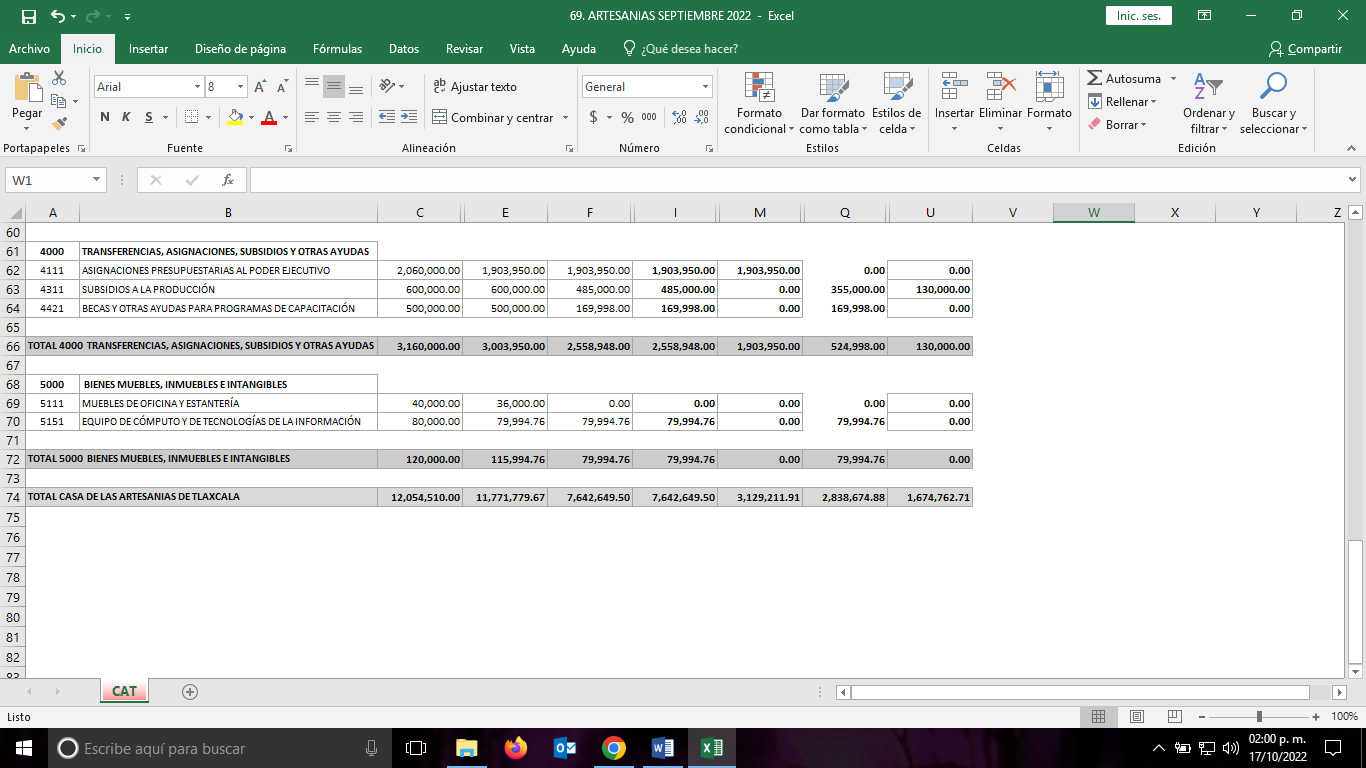 69. ARTESANIAS SEPTIEMBRE 2022 - Excel
Inic. ses.
Archivo Inicio Insertar Diseño de página Fórmulas Datos Revisar Vista Ayuda ¿Qué desea hacer? Compartir
Pegar
Portapapeles
Arial 8
N K S
Fuente
Ajustar texto
Combinar y centrar
Alineación
General
$ % 000
Número
Formato condicional
Dar formato como tabla
Estilos de celda
Estilos
Insertar Eliminar Formato
Celdas
Autosuma
Rellenar
Borrar
Ordenar y filtrar
Buscar y seleccionar
Edición
W1 fx
A B C E F I M Q U V W X Y Z
60
61 4000 TRANSFERENCIAS, ASIGNACIONES, SUBSIDIOS Y OTRAS AYUDAS
62 4111 ASIGNACIONES PRESUPUESTARIAS AL PODER EJECUTIVO 2,060,000.00 1,903,950.00 1,903,950.00 1,903,950.00 1,903,950.00 0.00 0.00
63 4311 SUBSIDIOS A LA PRODUCCIÓN 600,000.00 600,000.00 485,000.00 485,000.00 0.00 355,000.00 130,000.00
64 4421 BECAS Y OTRAS AYUDAS PARA PROGRAMAS DE CAPACITACIÓN 500,000.00 500,000.00 169,998.00 169,998.00 0.00 169,998.00 0.00
65
66 TOTAL 4000 TRANSFERENCIAS, ASIGNACIONES, SUBSIDIOS Y OTRAS AYUDAS 3,160,000.00 3,003,950.00 2,558,948.00 2,558,948.00 1,903,950.00 524,998.00 130,000.00
67
68 5000 BIENES MUEBLES, INMUEBLES E INTANGIBLES
69 5111 MUEBLES DE OFICINA Y ESTANTERÍA 40,000.00 36,000.00 0.00 0.00 0.00 0.00 0.00
70 5151 EQUIPO DE CÓMPUTO Y DE TECNOLOGÍAS DE LA INFORMACIÓN 80,000.00 79,994.76 79,994.76 79,994.76 0.00 79,994.76 0.00
71
72 TOTAL 5000 BIENES MUEBLES, INMUEBLES E INTANGIBLES 120,000.00 115,994.76 79,994.76 79,994.76 0.00 79,994.76 0.00
73
74 TOTAL CASA DE LAS ARTESANIAS DE TLAXCALA 12,054,510.00 11,771,779.67 7,642,649.50 7,642,649.50 3,129,211.91 2,838,674.88 1,674,762.71
75
76
77
78
79
80
81
82
83
CAT
Listo
100%
Escribe aquí para buscar
02:00 p. m.
17/10/2022